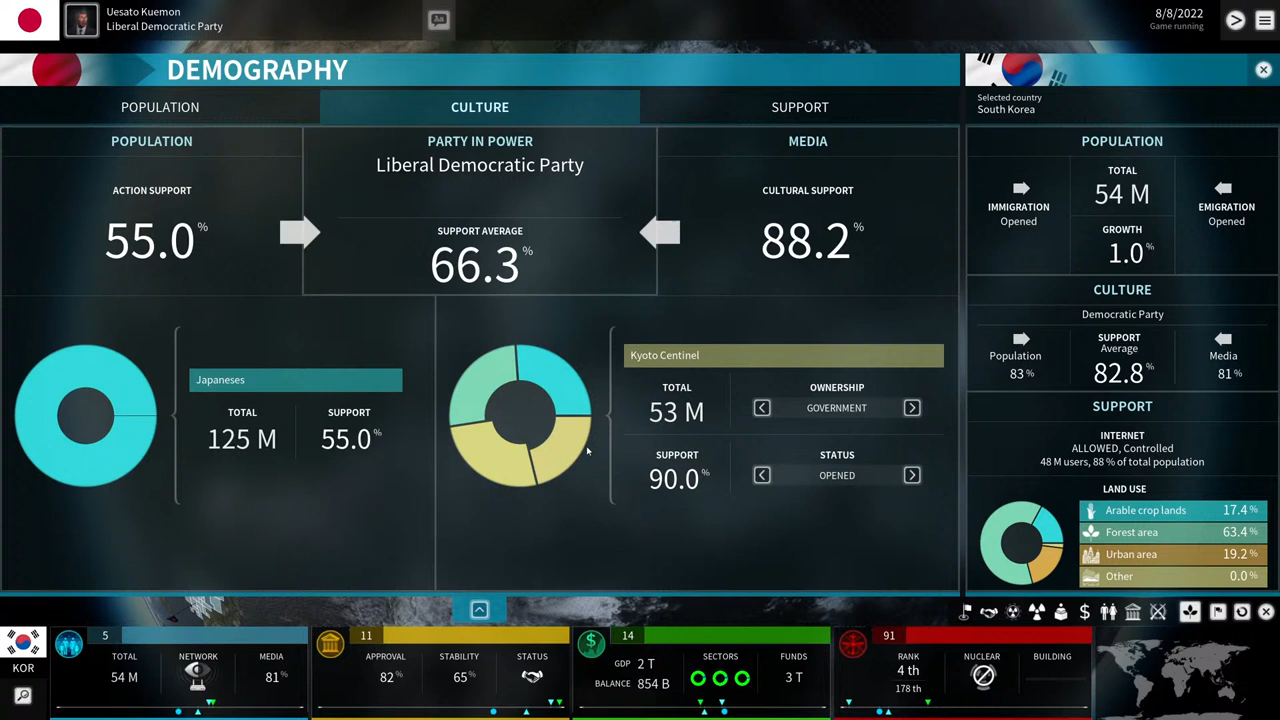 Uesato Kuemon
Liberal Democratic Party
Aa
8/8/2022
Game running
DEMOGRAPHY
POPULATION
CULTURE
SUPPORT
POPULATION
ACTION SUPPORT
55.0 %
PARTY IN POWER
Liberal Democratic Party
SUPPORT AVERAGE
66.3 %
MEDIA
CULTURAL SUPPORT
88.2 %
Japaneses
TOTAL
125 M
SUPPORT
55.0 %
Kyoto Centinel
TOTAL
53 M
OWNERSHIP
GOVERNMENT
SUPPORT
90.0 %
STATUS
OPENED
Selected country
South Korea
POPULATION
IMMIGRATION
Opened
TOTAL
54 M
GROWTH
1.0 %
EMIGRATION
Opened
CULTURE
Democratic Party
Population
83 %
SUPPORT
Average
82.8 %
Media
81 %
SUPPORT
INTERNET
ALLOWED, Controlled
48 M users, 88 % of total population
LAND USE
Arable crop lands 17.4 %
Forest area 63.4 %
Urban area 19.2 %
Other 0.0 %
KOR
5
TOTAL
54 M
NETWORK
MEDIA
81 %
11
APPROVAL
82 %
STABILITY
65 %
STATUS
14
GDP 2 T
BALANCE 854 B
SECTORS
FUNDS
3 T
91
RANK
4 th
178 th
NUCLEAR
BUILDING